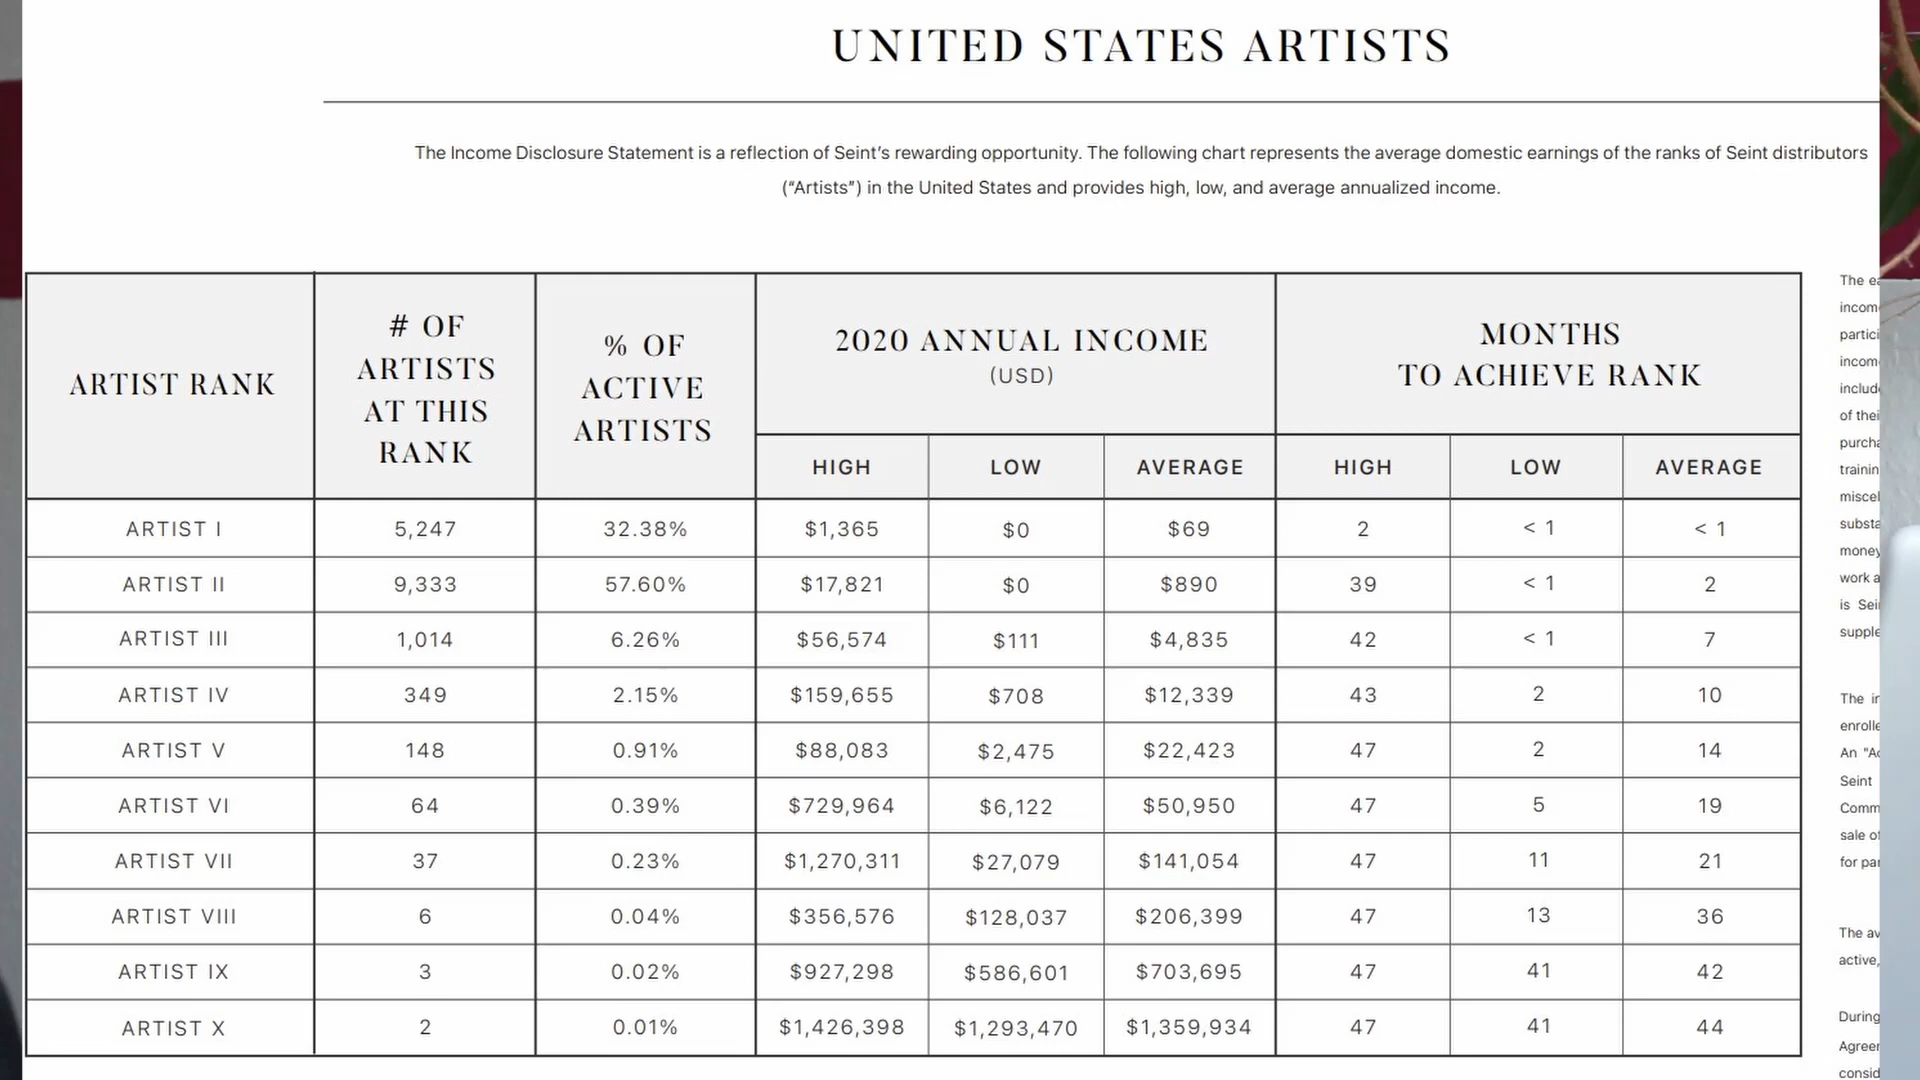 UNITED STATES ARTISTS
The Income Disclosure Statement is a reflection of Seint's rewarding opportunity. The following chart represents the average domestic earnings of the ranks of Seint distributors
("Artists") in the United States and provides high, low, and average annualized income.
ARTIST RANK
# OF
ARTISTS
AT THIS
RANK
% OF
ACTIVE
ARTISTS
2020 ANNUAL INCOME
(USD)
MONTHS
TO ACHIEVE RANK
HIGH LOW AVERAGE HIGH LOW AVERAGE
ARTIST I 5,247 32.38% $1,365 $0 $69 2 < 1 < 1
ARTIST II 9,333 57.60% $17,821 $0 $890 39 < 1 2
ARTIST III 1,014 6.26% $56,574 $111 $4,835 42 < 1 7
ARTIST IV 349 2.15% $159,655 $708 $12,339 43 2 10
ARTIST V 148 0.91% $88,083 $2,475 $22,423 47 2 14
ARTIST VI 64 0.39% $729,964 $6,122 $50,950 47 5 19
ARTIST VII 37 0.23% $1,270,311 $27,079 $141,054 47 11 21
ARTIST VIII 6 0.04% $356,576 $128,037 $206,399 47 13 36
ARTIST IX 3 0.02% $927,298 $586,601 $703,695 47 41 42
ARTIST X 2 0.01% $1,426,398 $1,293,470 $1,359,934 47 41 44
The
of
work
is
The
An
Seint
sale
for
The
active,
During